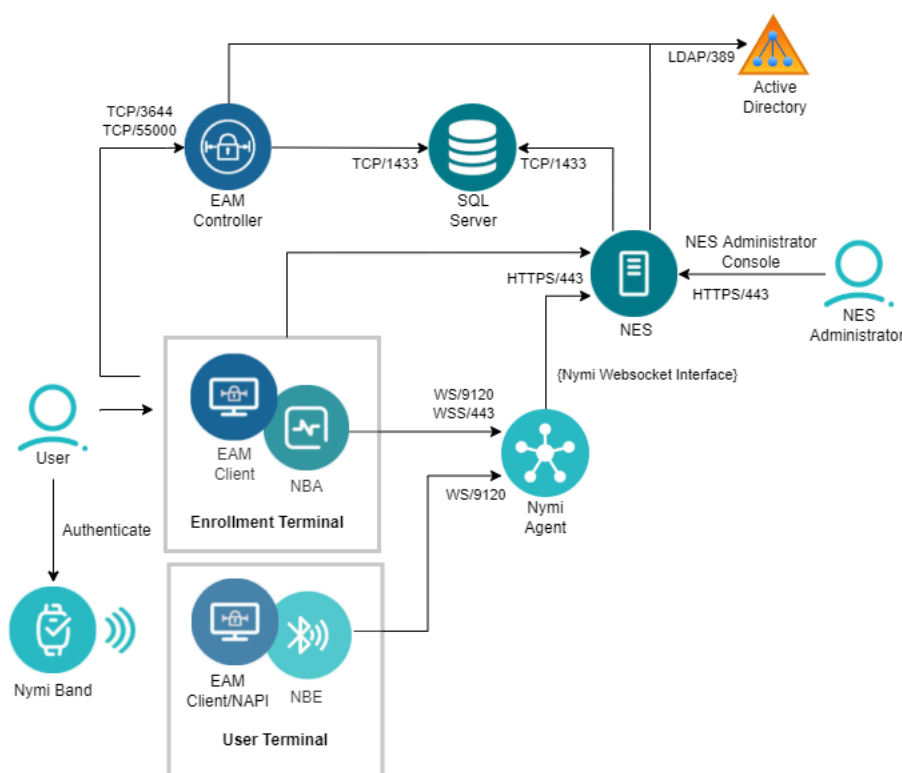 LDAP/389
Active
Directory
TCP/3644
TCP/55000
EAM
Controller
TCP/1433
SQL
Server
TCP/1433
NES Administrator
Console
HTTPS/443
NES
HTTPS/443
NES
Administrator
{Nymi Websocket Interface}
User
EAM
Client
NBA
Enrollment Terminal
WS/9120
WSS/443
WS/9120
Nymi
Agent
Authenticate
Nymi Band
EAM
Client/NAPI
NBE
User Terminal